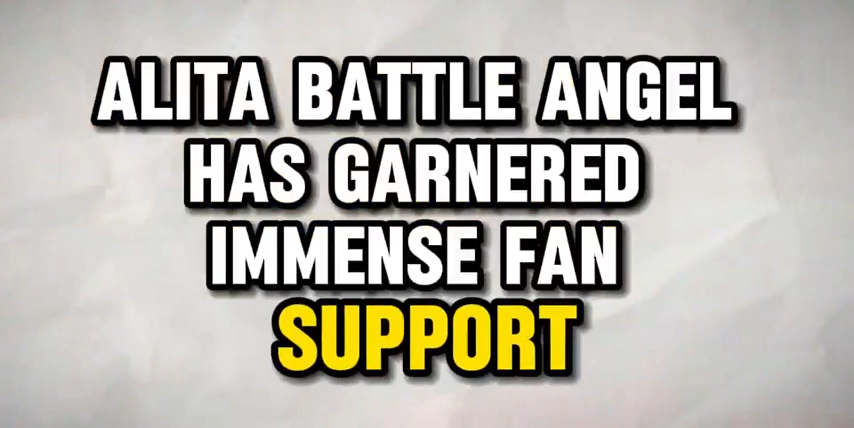 ALITA BATTLE ANGEL
HAS GARNERED
IMMENSE FAN
SUPPORT